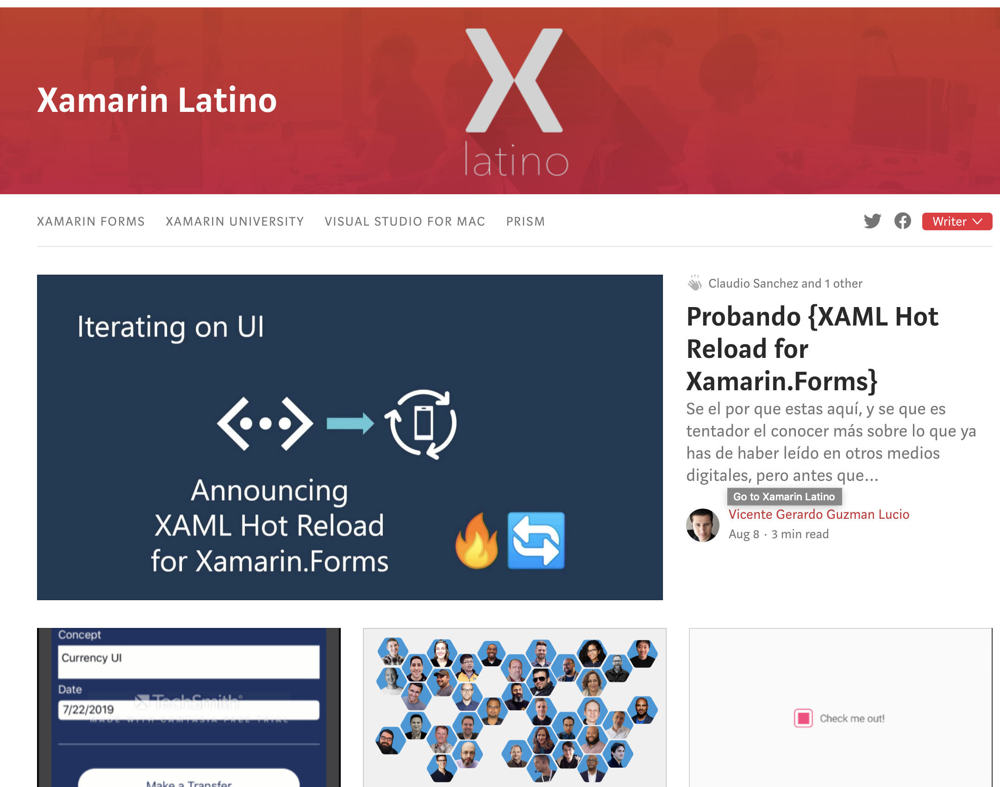 Xamarin Latino
X
latino
XAMARIN FORMS XAMARIN UNIVERSITY VISUAL STUDIO FOR MAC PRISM
Writer
Iterating on UI
Announcing
XAML Hot Reload
for Xamarin.Forms
Claudio Sanchez and 1 other
Probando {XAML Hot
Reload for
Xamarin.Forms}
Se el por que estas aquí, y se que es
tentador el conocer más sobre lo que ya
has de haber leído en otros medios
digitales, pero antes que...
Go to Xamarin Latino
Vicente Gerardo Guzman Lucio
Aug 8 · 3 min read
Concept
Currency UI
Date
7/22/2019
TechSmith®
MADE WITH CAMTASIA FREE TRIAL
Make a Transfer
Check me out!